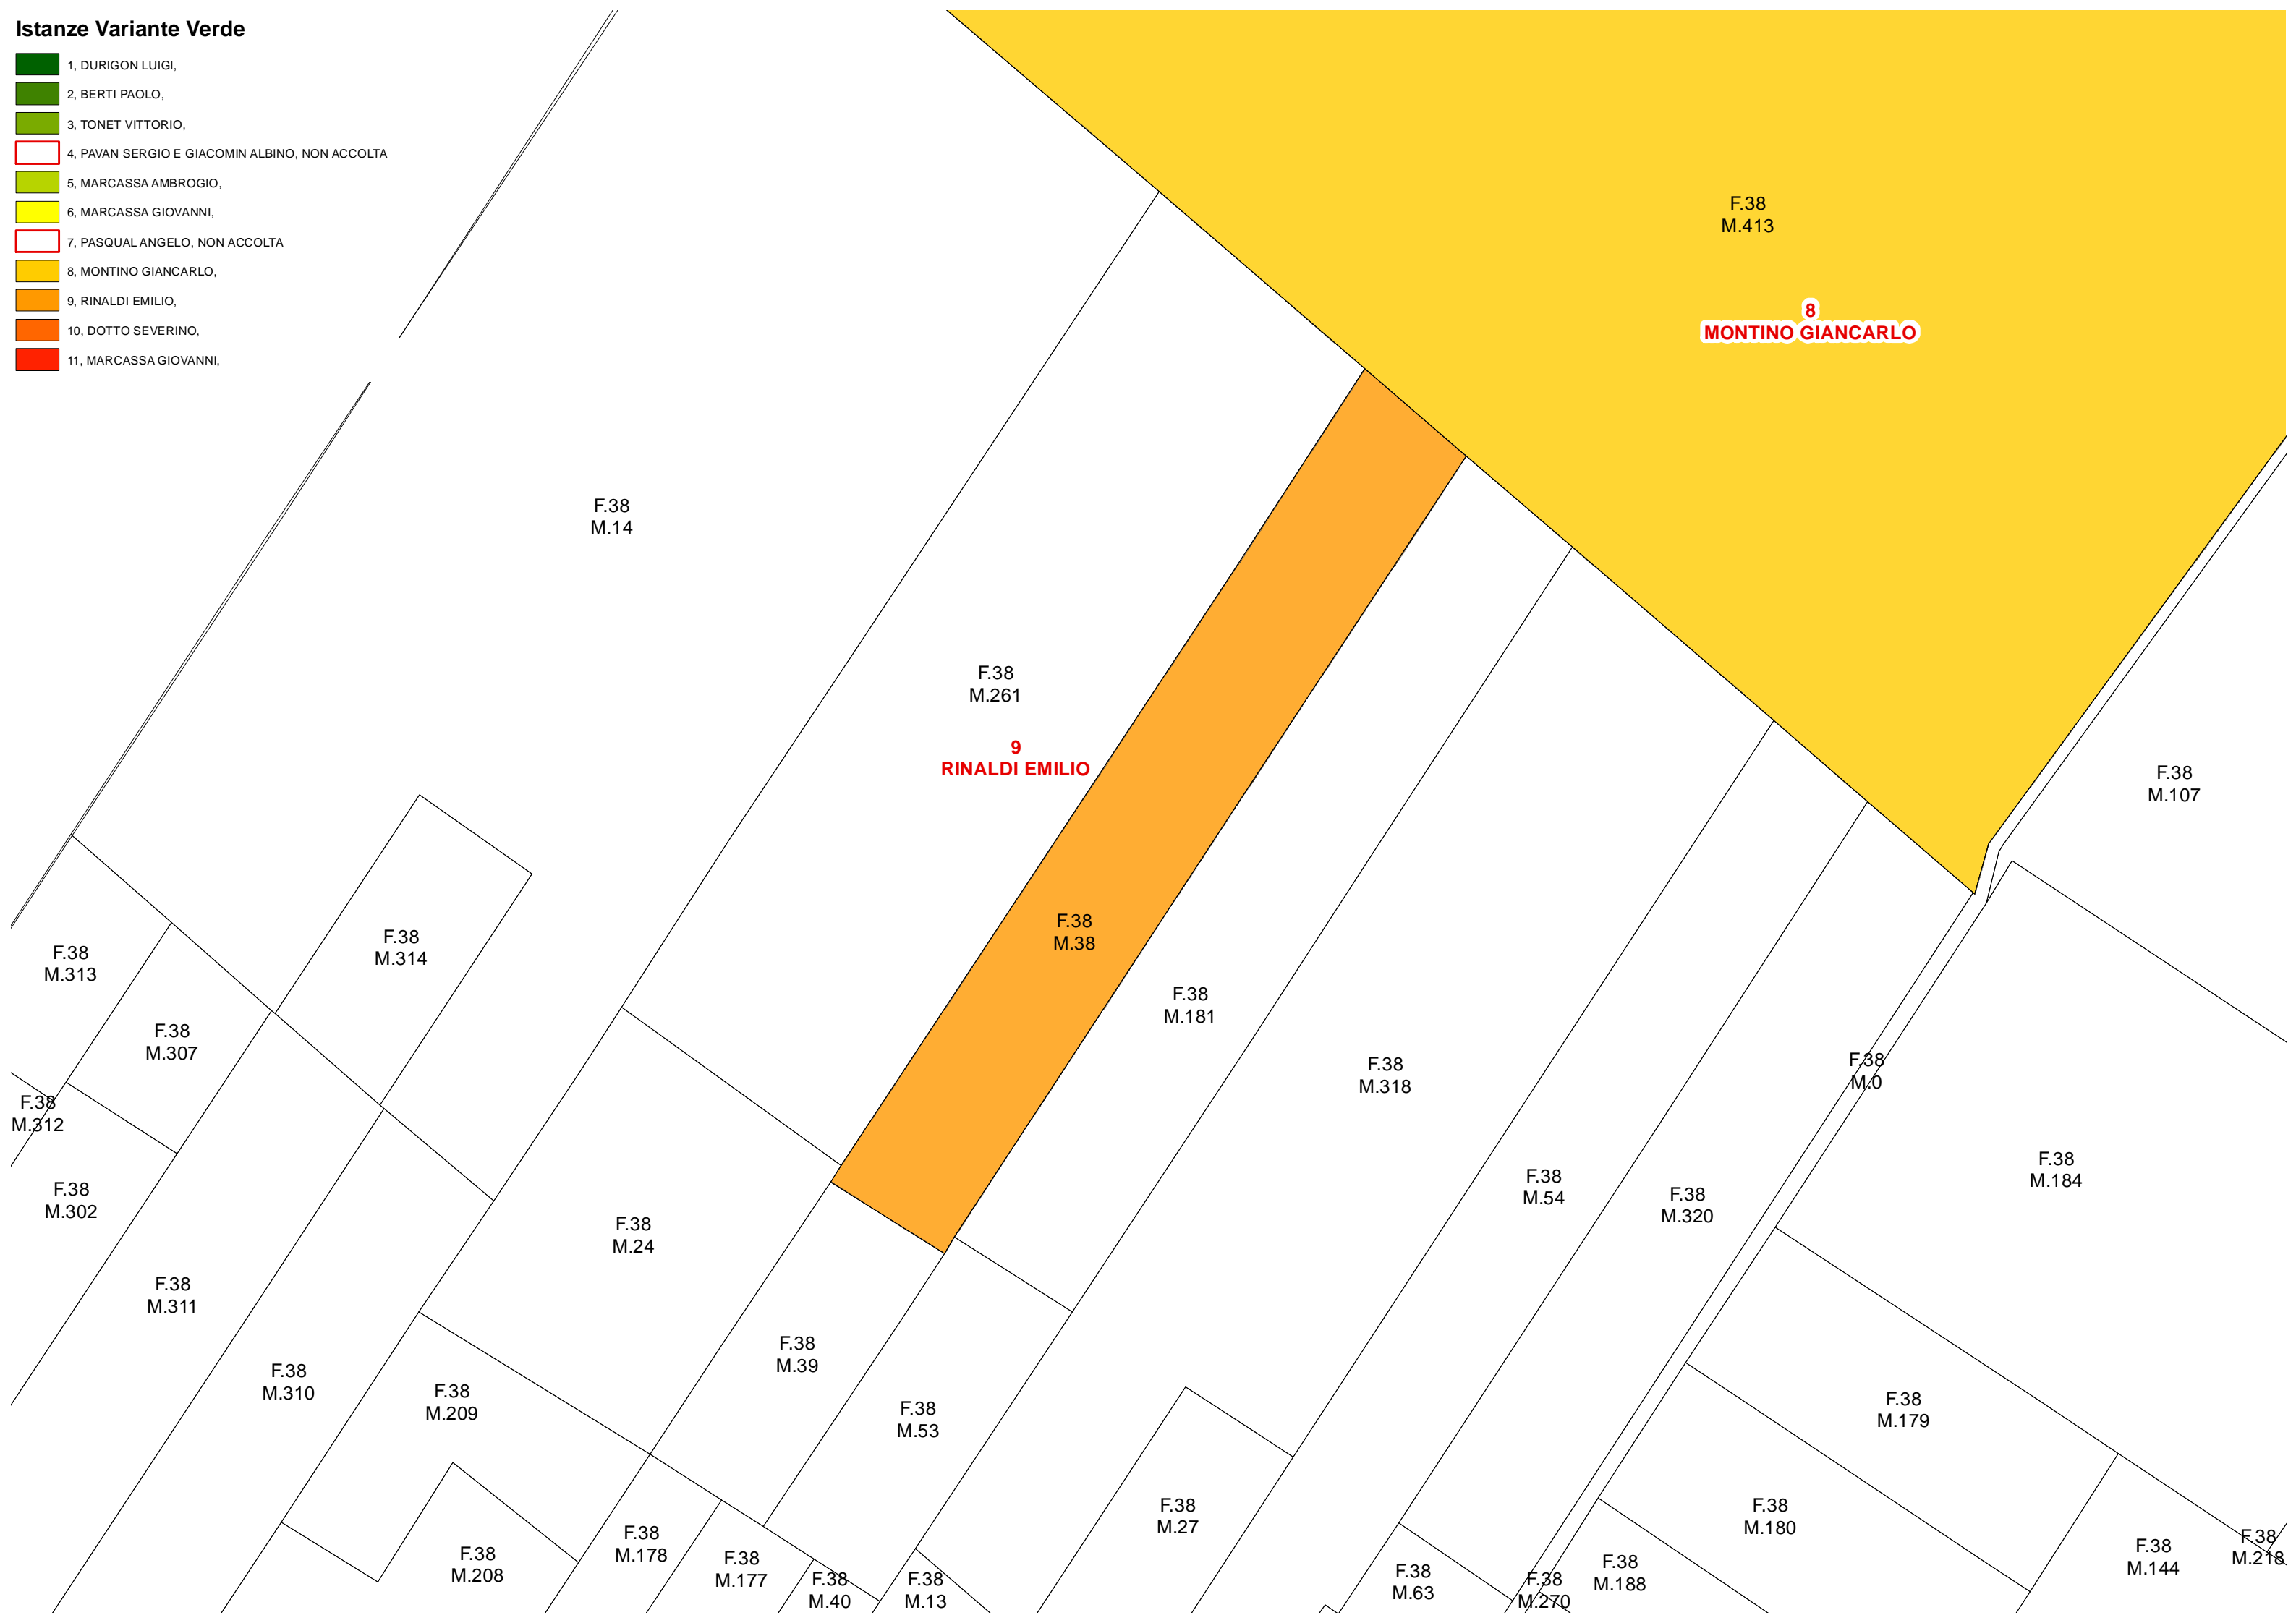 Istanze Variante Verde
1, DURIGON LUIGI,
2, BERTI PAOLO,
3, TONET VITTORIO,
4, PAVAN SERGIO E GIACOMIN ALBINO, NON ACCOLTA
5, MARCASSA AMBROGIO,
6, MARCASSA GIOVANNI,
7, PASQUAL ANGELO, NON ACCOLTA
8, MONTINO GIANCARLO,
9, RINALDI EMILIO,
10, DOTTO SEVERINO,
11, MARCASSA GIOVANNI,
F.38
M.413
8
MONTINO GIANCARLO
F.38
M.14
F.38
M.261
9
RINALDI EMILIO
F.38
M.107
F.38
M.38
F.38
M.314
F.38
M.313
F.38
M.181
F.38
M.307
F.38
M.318
F.38
M.0
F.38
M.312
F.38
M.184
F.38
M.54
F.38
M.302
F.38
M.320
F.38
M.24
F.38
M.311
F.38
M.39
F.38
M.310
F.38
M.209
F.38
M.179
F.38
M.53
F.38
M.27
F.38
M.180
F.38
M.178
F.38
M.218
F.38
M.144
F.38
M.208
F.38
M.177
F.38
M.188
F.38
M.63
F.38
M.40
F.38
M.13
F.38
M.270